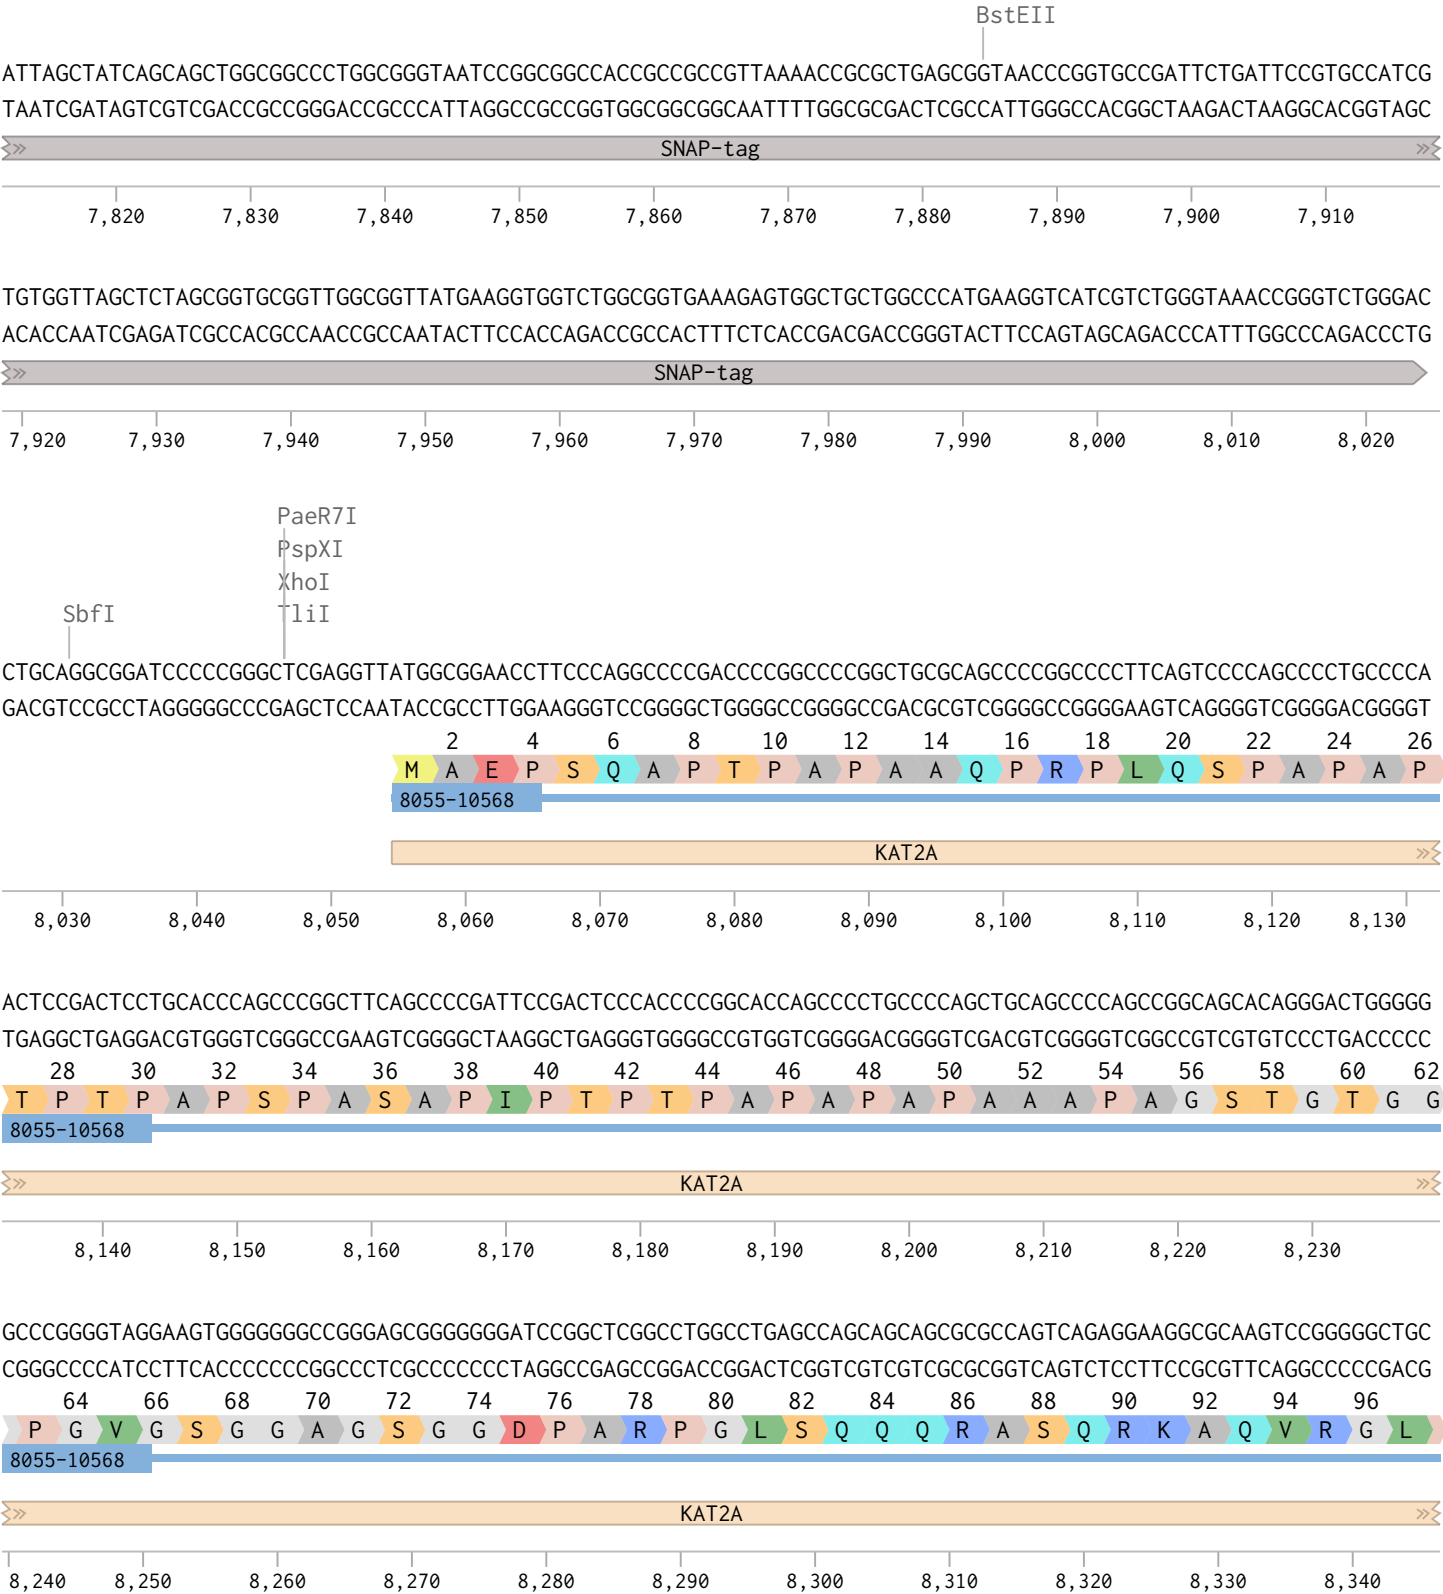 BstEII
ATTAGCTATCAGCAGCTGGCGGCCCTGGCGGGTAATCCGGCGGCCACCGCCGCCGTTAAAACCGCGCTGAGCGGTAACCCGGTGCCGATTCTGATTCCGTGCCATCG
TAATCGATAGTCGTCGACCGCCGGGACCGCCCATTAGGCCGCCGGTGGCGGCGGCAATTTTGGCGCGACTCGCCATTGGGCCACGGCTAAGACTAAGGCACGGTAGC
SNAP-tag
7,820 7,830 7,840 7,850 7,860 7,870 7,880 7,890 7,900 7,910
TGTGGTTAGCTCTAGCGGTGCGGTTGGCGGTTATGAAGGTGGTCTGGCGGTGAAAGAGTGGCTGCTGGCCCATGAAGGTCATCGTCTGGGTAAACCGGGTCTGGGAC
ACACCAATCGAGATCGCCACGCCAACCGCCAATACTTCCACCAGACCGCCACTTTCTCACCGACGACCGGGTACTTCCAGTAGCAGACCCATTTGGCCCAGACCCTG
SNAP-tag
7,920 7,930 7,940 7,950 7,960 7,970 7,980 7,990 8,000 8,010 8,020
PaeR7I
PspXI
XhoI
SbfI TliI
CTGCAGGCGGATCCCCCGGGCTCGAGGTTATGGCGGAACCTTCCCAGGCCCCGACCCCGGCCCCGGCTGCGCAGCCCCGGCCCCTTCAGTCCCCAGCCCCTGCCCCA
GACGTCCGCCTAGGGGGCCCGAGCTCCAATACCGCCTTGGAAGGGTCCGGGGCTGGGGCCGGGGCCGACGCGTCGGGGCCGGGGAAGTCAGGGGTCGGGGACGGGGT
2 4 6 8 10 12 14 16 18 20 22 24 26
M A E P S Q A P T P A P A A Q P R P L Q S P A P A P
8055-10568
KAT2A
8,030 8,040 8,050 8,060 8,070 8,080 8,090 8,100 8,110 8,120 8,130
ACTCCGACTCCTGCACCCAGCCCGGCTTCAGCCCCGATTCCGACTCCCACCCCGGCACCAGCCCCTGCCCCAGCTGCAGCCCCAGCCGGCAGCACAGGGACTGGGGG
TGAGGCTGAGGACGTGGGTCGGGCCGAAGTCGGGGCTAAGGCTGAGGGTGGGGCCGTGGTCGGGGACGGGGTCGACGTCGGGGTCGGCCGTCGTGTCCCTGACCCCC
28 30 32 34 36 38 40 42 44 46 48 50 52 54 56 58 60 62
T P T P A P S P A S A P I P T P T P A P A P A P A A A P A G S T G T G G
8055-10568
KAT2A
8,140 8,150 8,160 8,170 8,180 8,190 8,200 8,210 8,220 8,230
GCCCGGGGTAGGAAGTGGGGGGGCCGGGAGCGGGGGGGATCCGGCTCGGCCTGGCCTGAGCCAGCAGCAGCGCGCCAGTCAGAGGAAGGCGCAAGTCCGGGGGCTGC
CGGGCCCCATCCTTCACCCCCCCGGCCCTCGCCCCCCCTAGGCCGAGCCGGACCGGACTCGGTCGTCGTCGCGCGGTCAGTCTCCTTCCGCGTTCAGGCCCCCGACG
64 66 68 70 72 74 76 78 80 82 84 86 88 90 92 94 96
P G V G S G G A G S G G D P A R P G L S Q Q Q R A S Q R K A Q V R G L
8055-10568
KAT2A
8,240 8,250 8,260 8,270 8,280 8,290 8,300 8,310 8,320 8,330 8,340